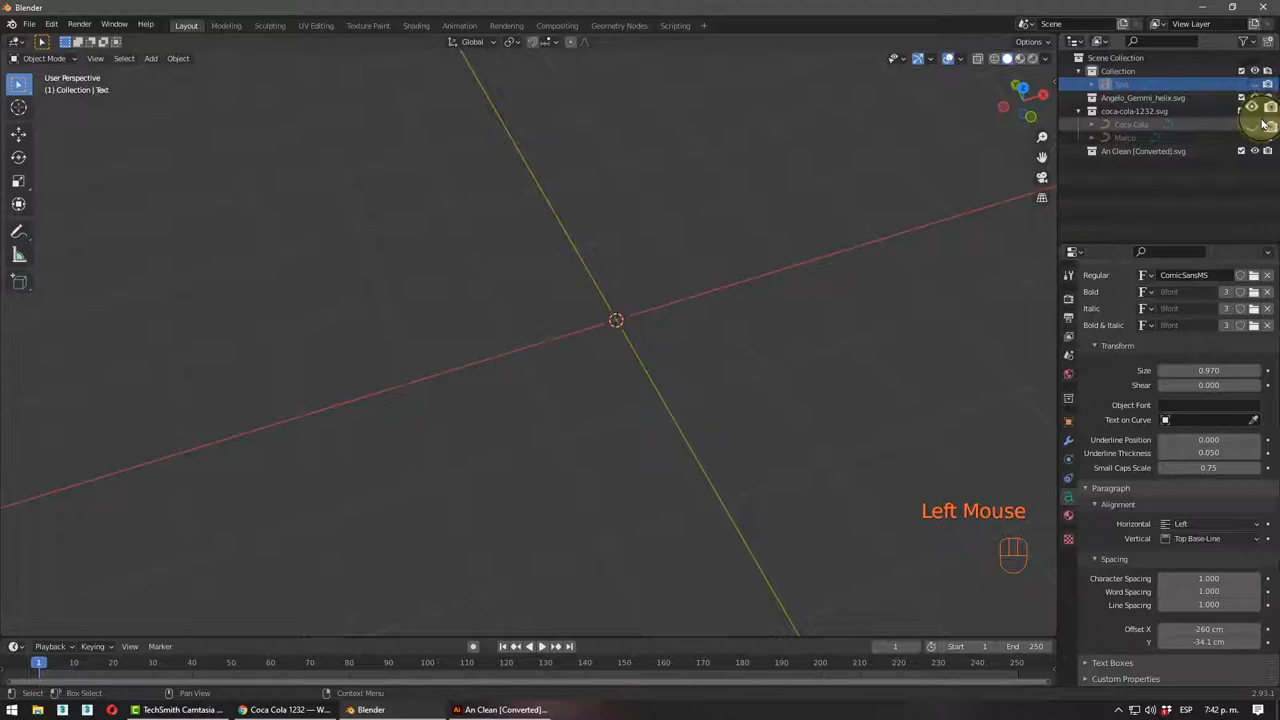 Blender
File Edit Render Window Help Layout Modeling Sculpting UV Editing Texture Paint Shading Animation Rendering Compositing Geometry Nodes Scripting + Scene View Layer
Global Options
Object Mode View Select Add Object
User Perspective
(1) Collection | Text
Scene Collection
Collection
Text
Angelo_Gemmi_helix.svg
coca-cola-1232.svg
Coca Cola
Marco
An Clean [Converted].svg
Regular F ComicSansMS
Bold F Bfont 3
Italic F Bfont 3
Bold & Italic F Bfont 3
Transform
Size 0.970
Shear 0.000
Object Font
Text on Curve
Underline Position 0.000
Underline Thickness 0.050
Small Caps Scale 0.75
Paragraph
Alignment
Horizontal Left
Vertical Top Base-Line
Spacing
Character Spacing 1.000
Word Spacing 1.000
Line Spacing 1.000
Offset X -260 cm
Y -34.1 cm
Text Boxes
Custom Properties
Left Mouse
Playback Keying View Marker 1 Start 1 End 250
1 10 20 30 40 50 60 70 80 90 100 110 120 130 140 150 160 170 180 190 200 210 220 230 240 250
Select Box Select Pan View Context Menu 2.93.1
TechSmith Camtasia ... Coca Cola 1232 — W... Blender An Clean [Converted]... ESP 7:42 p. m.